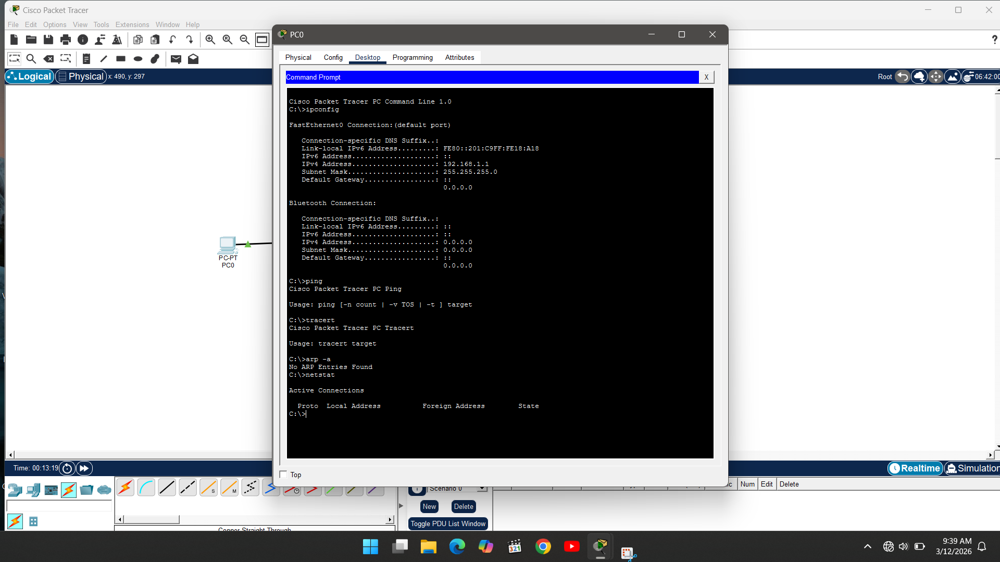 Cisco Packet Tracer
File Edit Options View Tools Extensions Window Help
PC0
Physical Config Desktop Programming Attributes
Command Prompt X
Cisco Packet Tracer PC Command Line 1.0
C:\>ipconfig
FastEthernet0 Connection:(default port)
Connection-specific DNS Suffix..:
Link-local IPv6 Address.........: FE80::201:C9FF:FE18:A18
IPv6 Address....................: ::
IPv4 Address....................: 192.168.1.1
Subnet Mask.....................: 255.255.255.0
Default Gateway.................: ::
0.0.0.0
Bluetooth Connection:
Connection-specific DNS Suffix..:
Link-local IPv6 Address.........: ::
IPv6 Address....................: ::
IPv4 Address....................: 0.0.0.0
Subnet Mask.....................: 0.0.0.0
Default Gateway.................: ::
0.0.0.0
C:\>ping
Cisco Packet Tracer PC Ping
Usage: ping [-n count | -v TOS | -t ] target
C:\>tracert
Cisco Packet Tracer PC Tracert
Usage: tracert target
C:\>arp -a
No ARP Entries Found
C:\>netstat
Active Connections
Proto Local Address Foreign Address State
C:\>
Top
Logical Physical x: 490, y: 297
Root 06:42:00
PC-PT
PC0
Time: 00:13:19
Realtime Simulation
S M
Scenario 0
Num Edit Delete
New Delete
Toggle PDU List Window
Copper Straight-Through
321
9:39 AM
3/12/2026